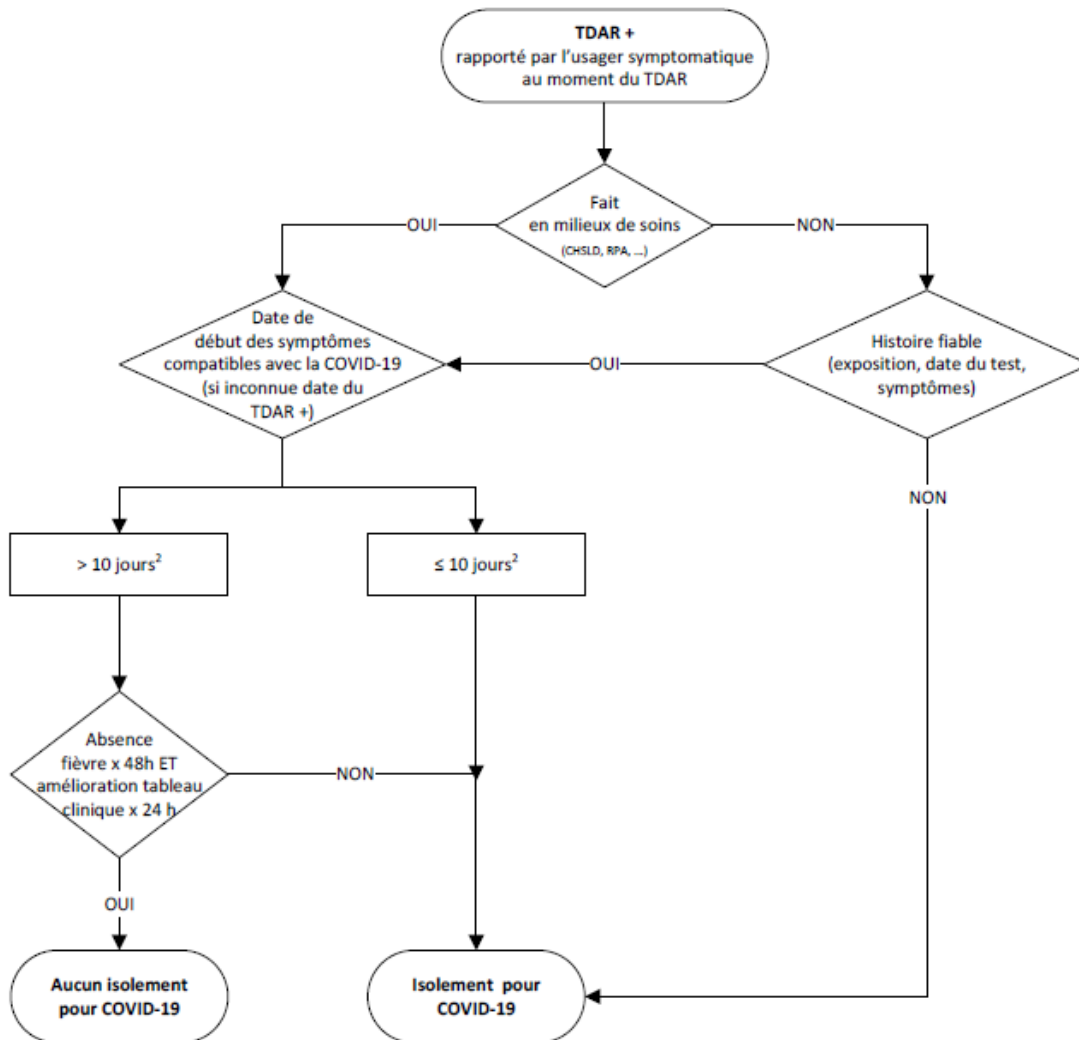 TDAR +
rapporté par l'usager symptomatique
au moment du TDAR
Fait
en milieux de soins
(CHSLD, RPA, ...)
OUI
NON
Date de
début des symptômes
compatibles avec la COVID-19
(si inconnue date du
TDAR +)
OUI
Histoire fiable
(exposition, date du test,
symptômes)
NON
> 10 jours²
≤ 10 jours²
Absence
fièvre x 48h ET
amélioration tableau
clinique x 24 h
NON
OUI
Aucun isolement
pour COVID-19
Isolement pour
COVID-19